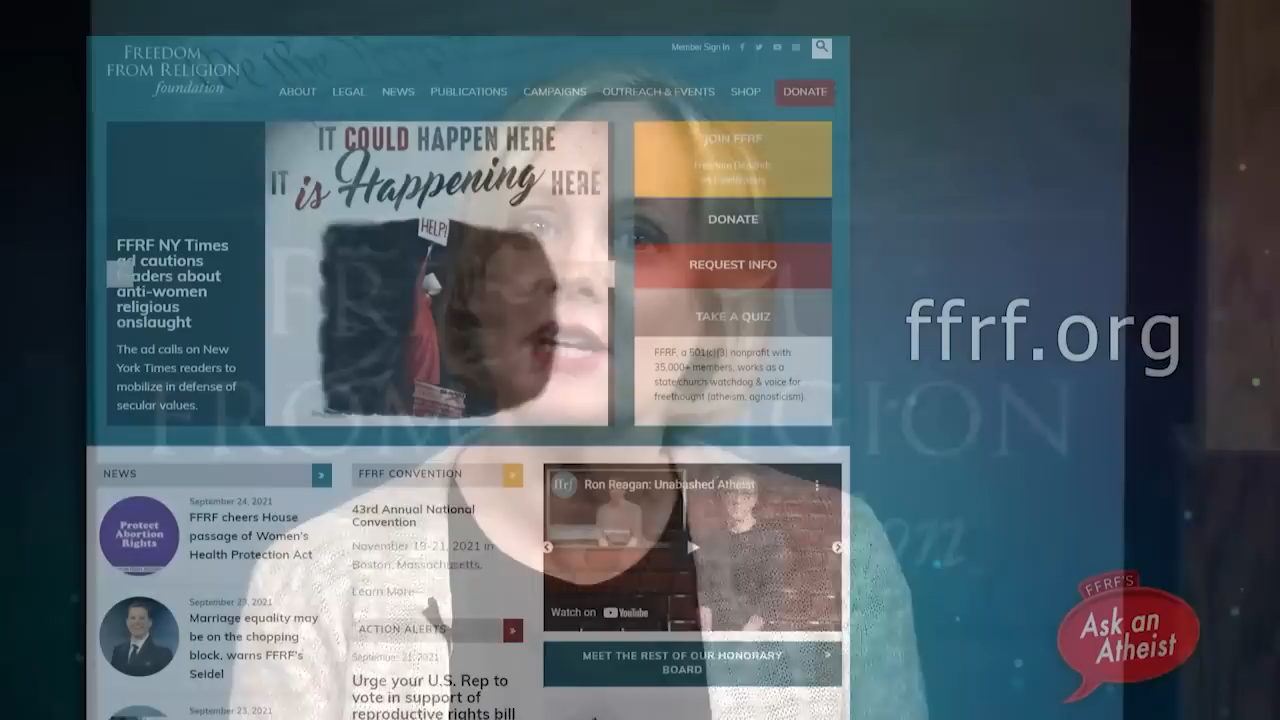 FREEDOM
FROM RELIGION
foundation
Member Sign In
ABOUT LEGAL NEWS PUBLICATIONS CAMPAIGNS OUTREACH & EVENTS SHOP DONATE
IT COULD HAPPEN HERE
IT is Happening HERE
HELP!
FFRF NY Times
ad cautions
readers about
anti-women
religious
onslaught
The ad calls on New
York Times readers to
mobilize in defense of
secular values.
JOIN FFRF
DONATE
REQUEST INFO
TAKE A QUIZ
FFRF, a 501(c)(3) nonprofit with
35,000+ members, works as a
state/church watchdog & voice for
freethought (atheism, agnosticism).
ffrf.org
FROM RELIGION
NEWS
September 24, 2021
Protect
Abortion
Rights
FFRF cheers House
passage of Women's
Health Protection Act
September 23, 2021
Marriage equality may
be on the chopping
block, warns FFRF's
Seidel
September 23, 2021
FFRF CONVENTION
43rd Annual National
Convention
November 19-21, 2021 in
Boston, Massachusetts.
Learn More
ACTION ALERTS
September 21, 2021
Urge your U.S. Rep to
vote in support of
reproductive rights bill
ffrf
Ron Reagan: Unabashed Atheist
Watch on YouTube
MEET THE REST OF OUR HONORARY
BOARD
FFRF'S
Ask an
Atheist